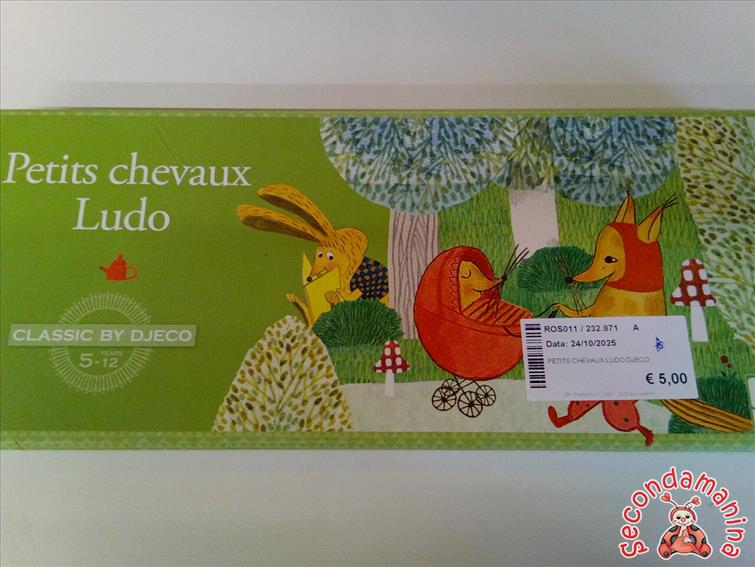 Petits chevaux
Ludo
CLASSIC BY DJECO
YEARS
5-12
ROS011 / 232.871 A
Data: 24/10/2025
PETITS CHEVAUX LUDO DJECO
€ 5,00
Secondamanina